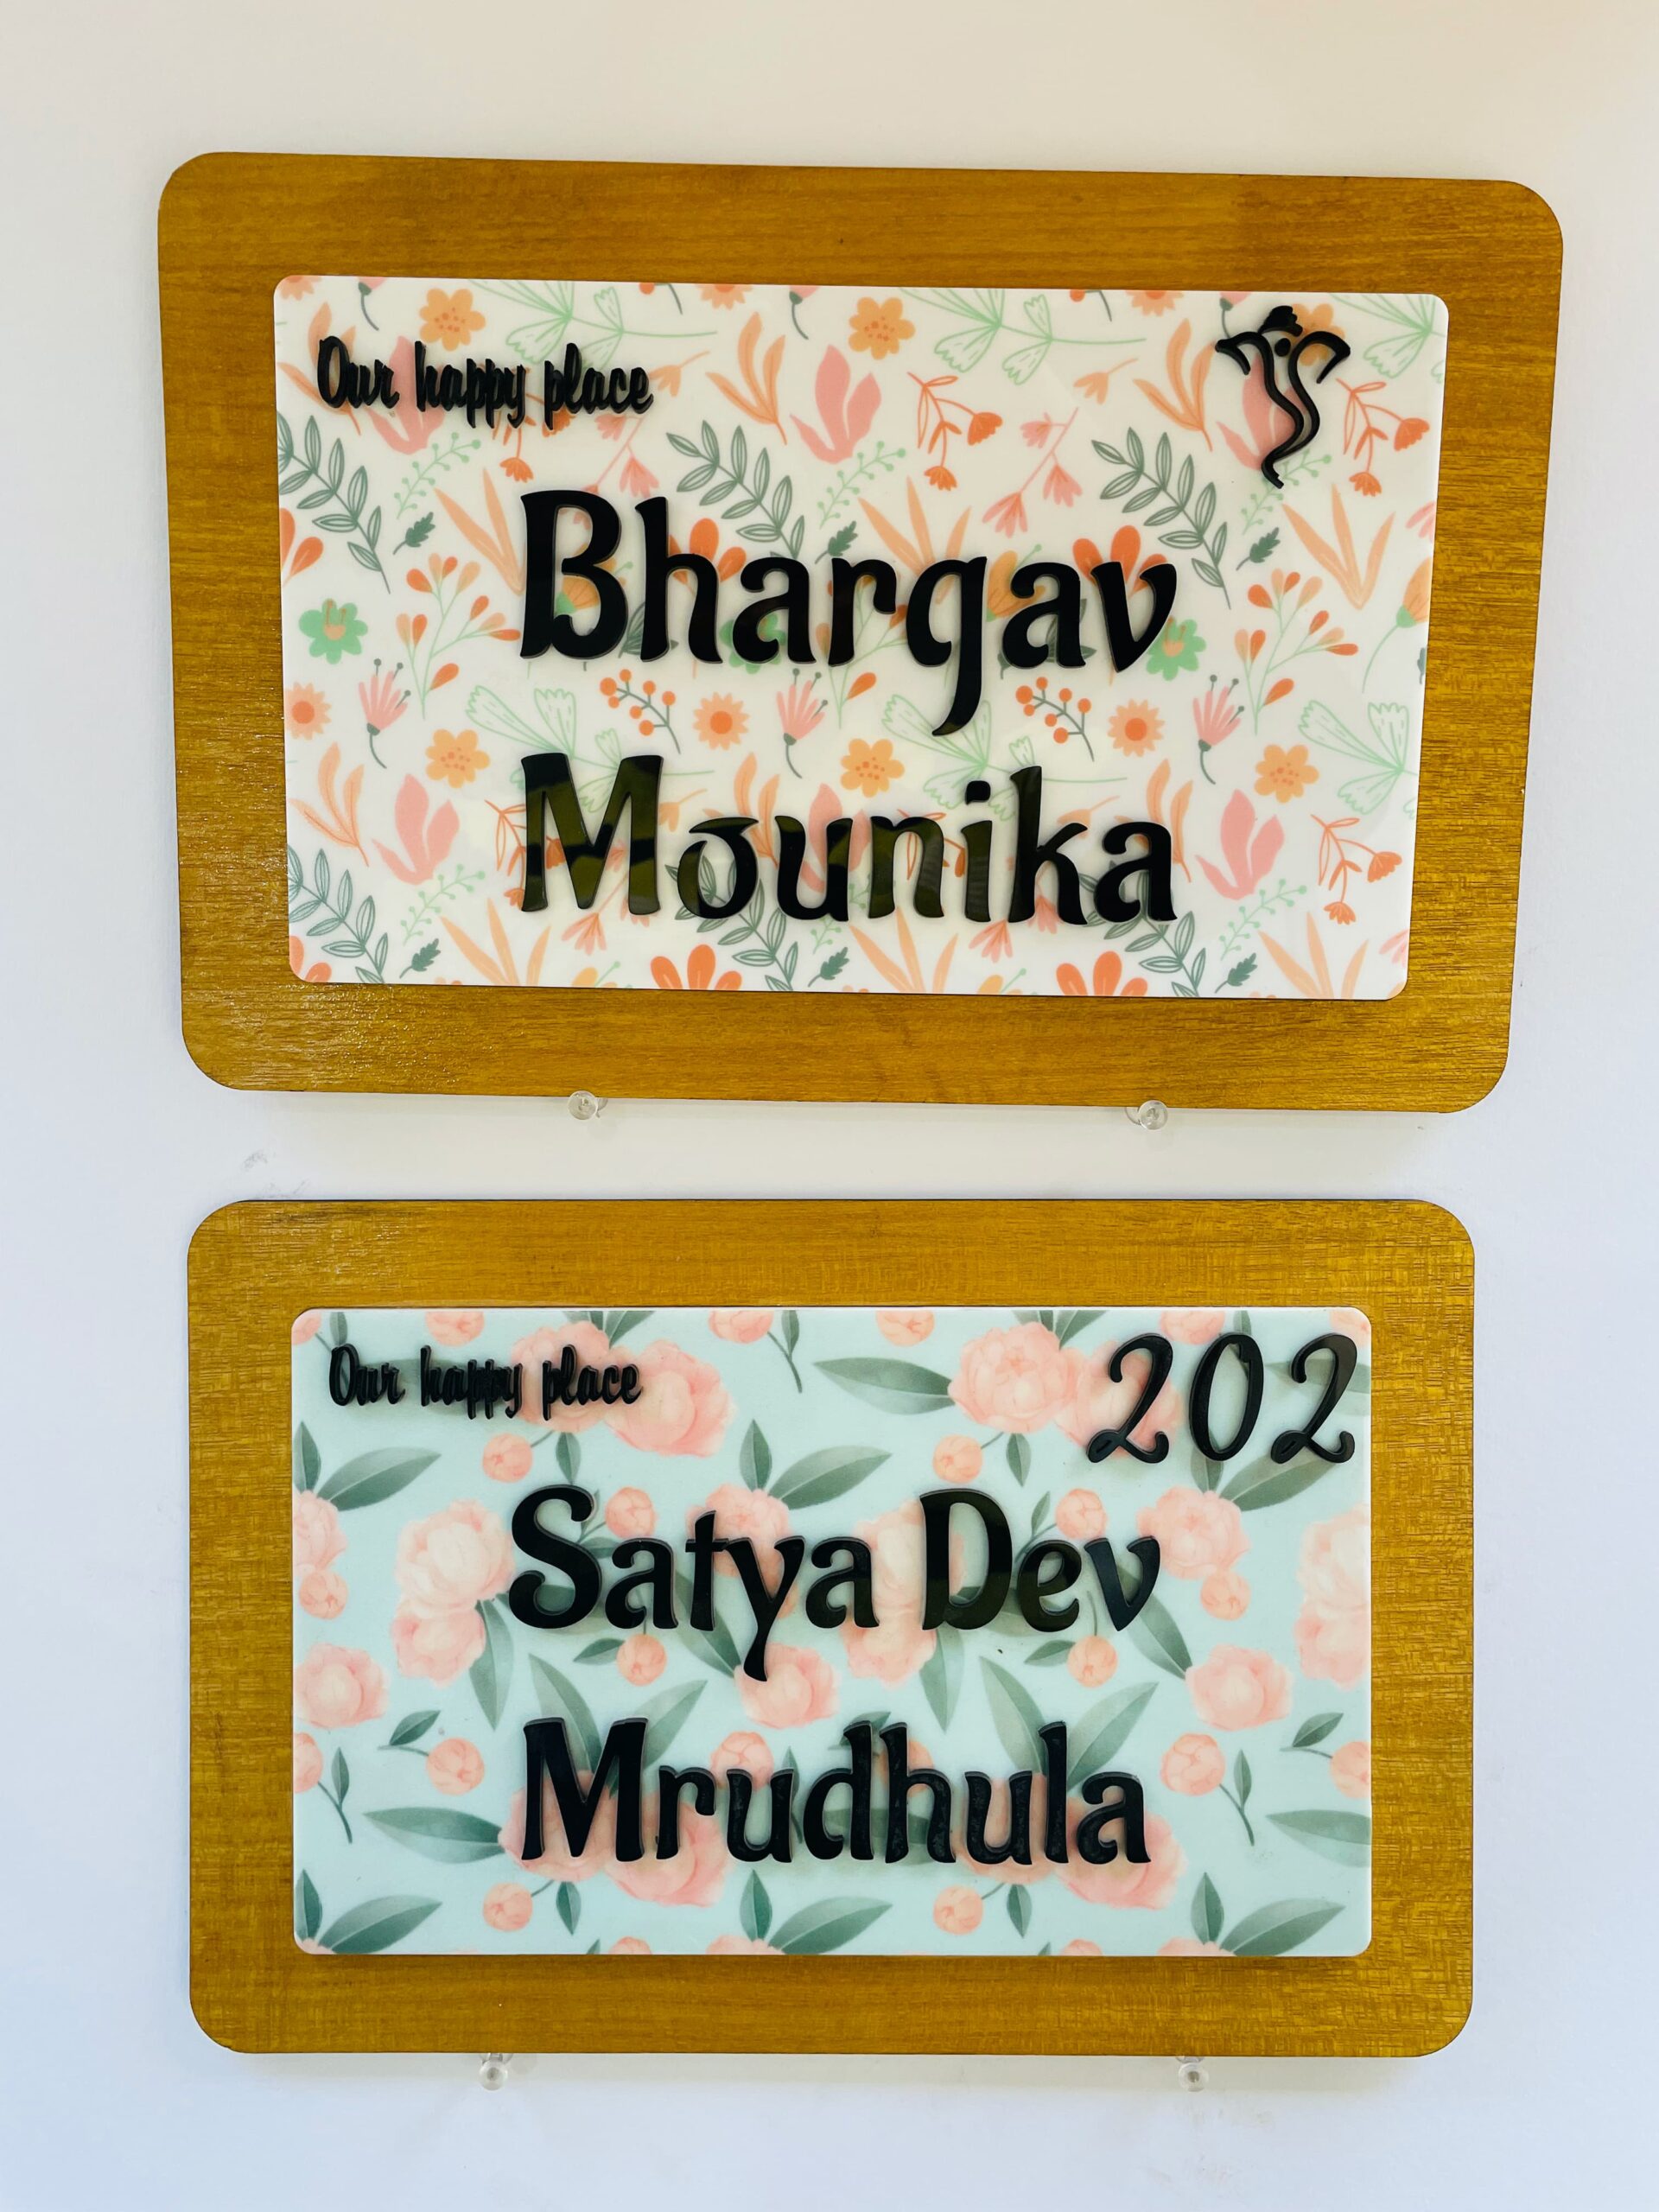 Our happy place
Bhargav
Mounika
Our happy place
202
Satya Dev
Mrudhula